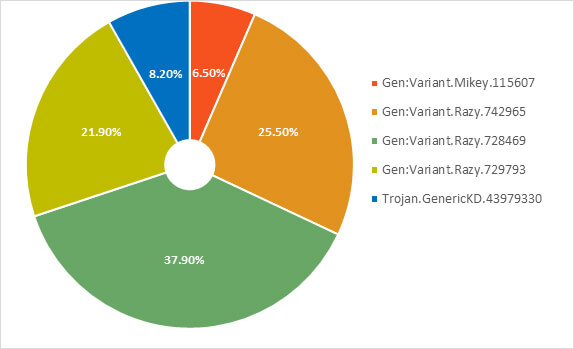 8.20%
6.50%
21.90%
25.50%
37.90%
Gen:Variant.Mikey.115607
Gen:Variant.Razy.742965
Gen:Variant.Razy.728469
Gen:Variant.Razy.729793
Trojan.GenericKD.43979330